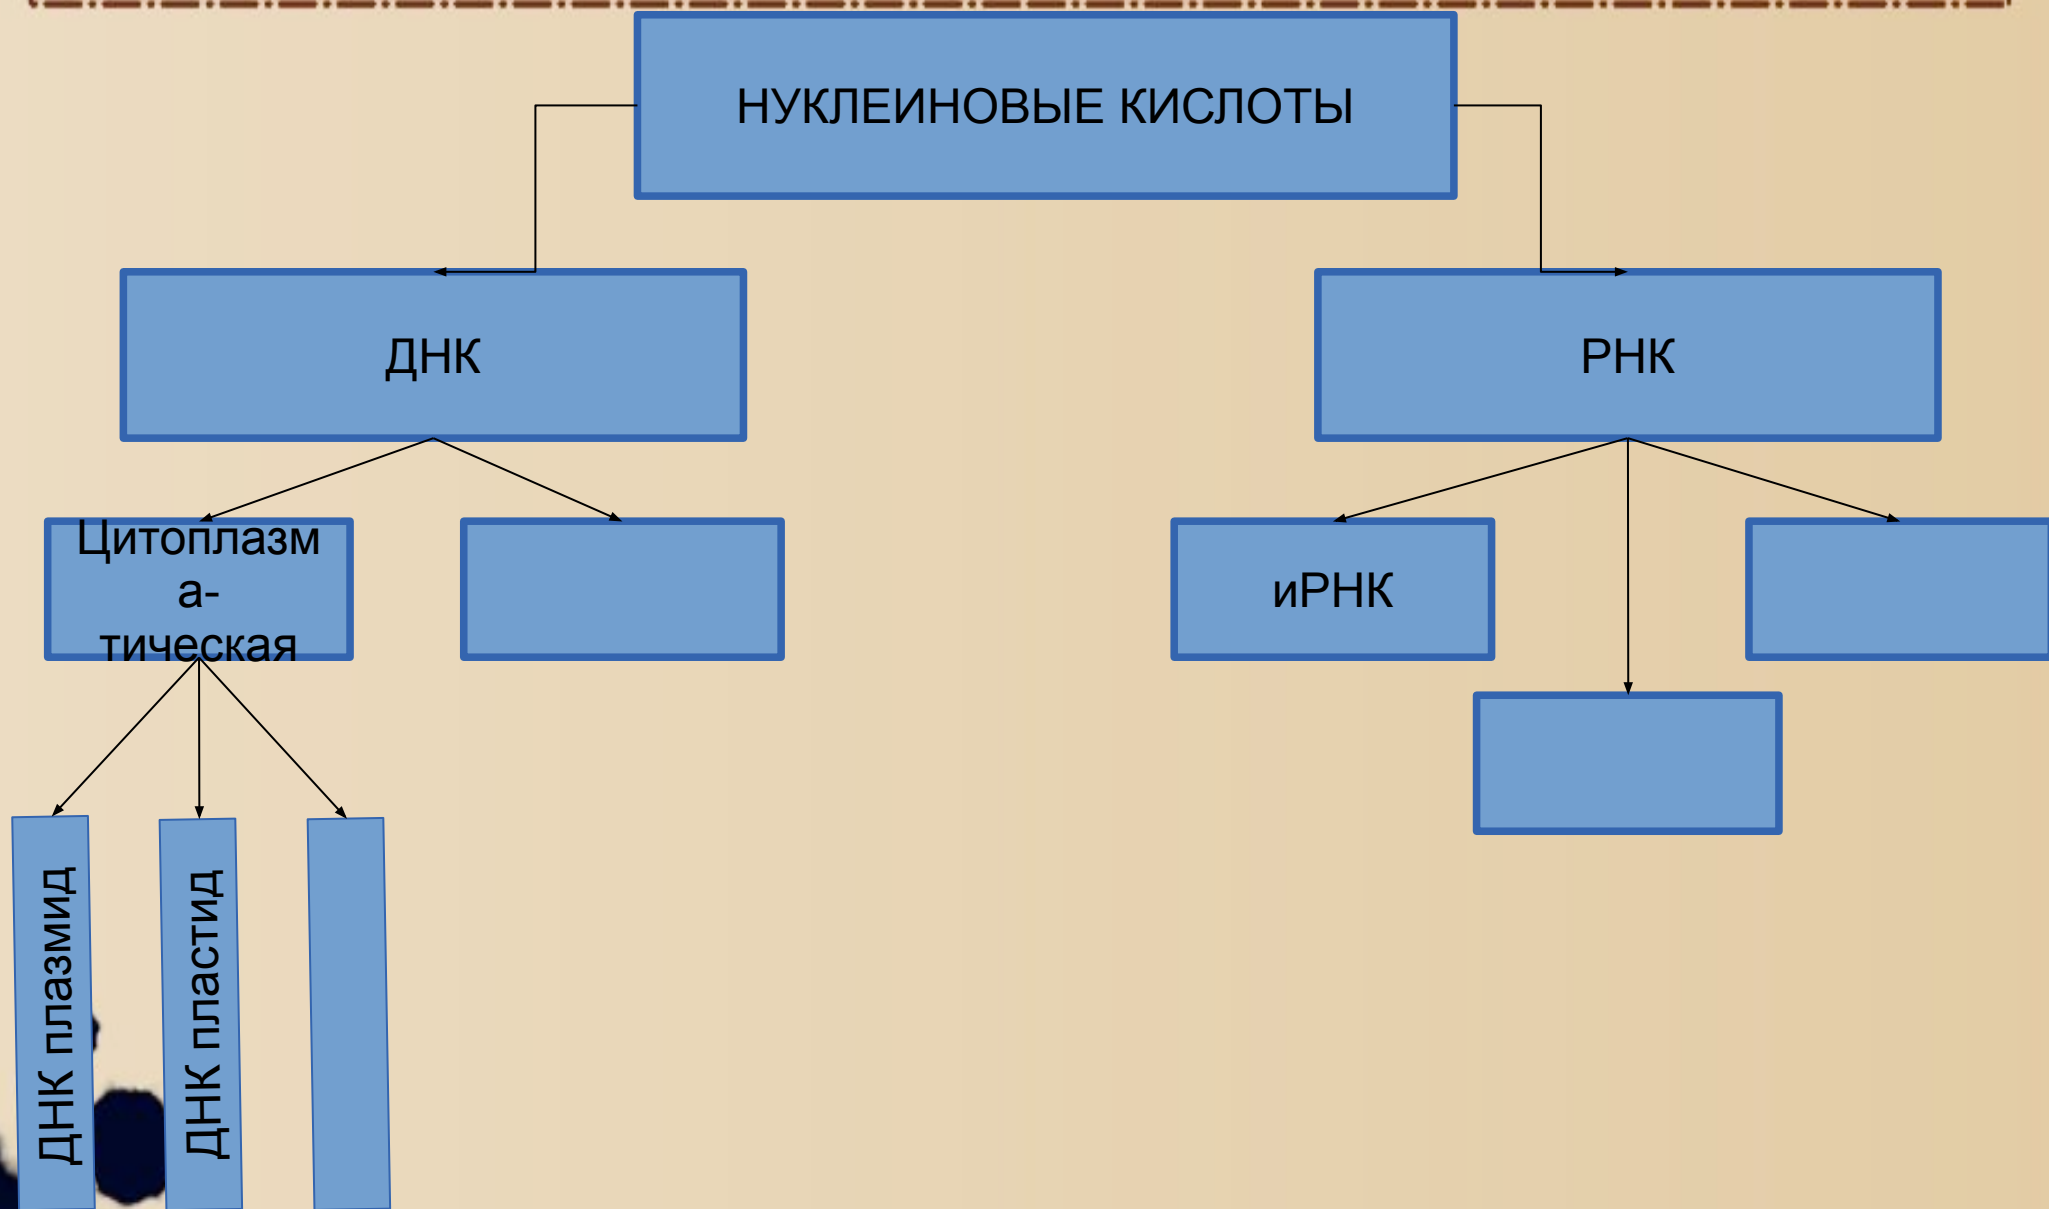 НУКЛЕИНОВЫЕ КИСЛОТЫ
ДНК
РНК
Цитоплазм
а-
тическая
иРНК
ДНК плазмид
ДНК пластид